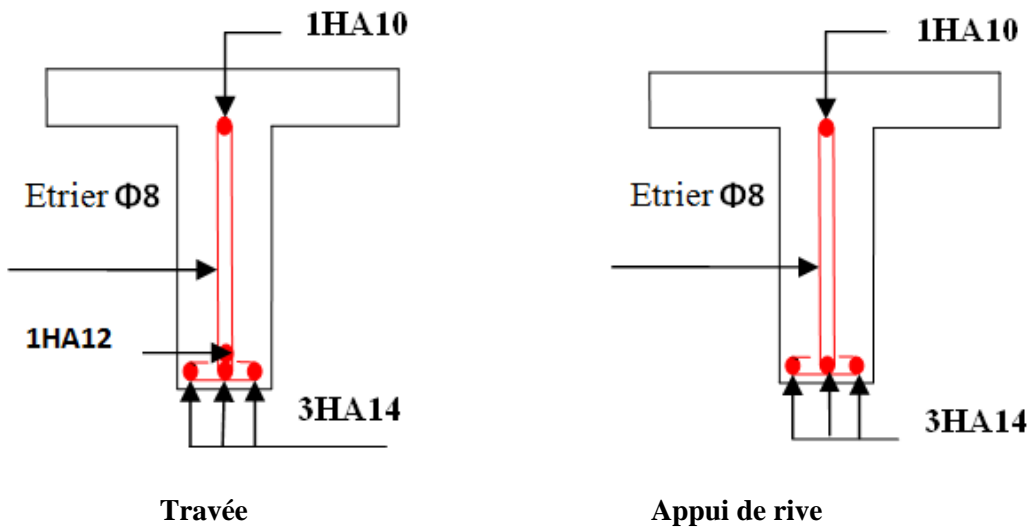 1HA10
Etrier Φ8
1HA12
3HA14
Travée
1HA10
Etrier Φ8
3HA14
Appui de rive